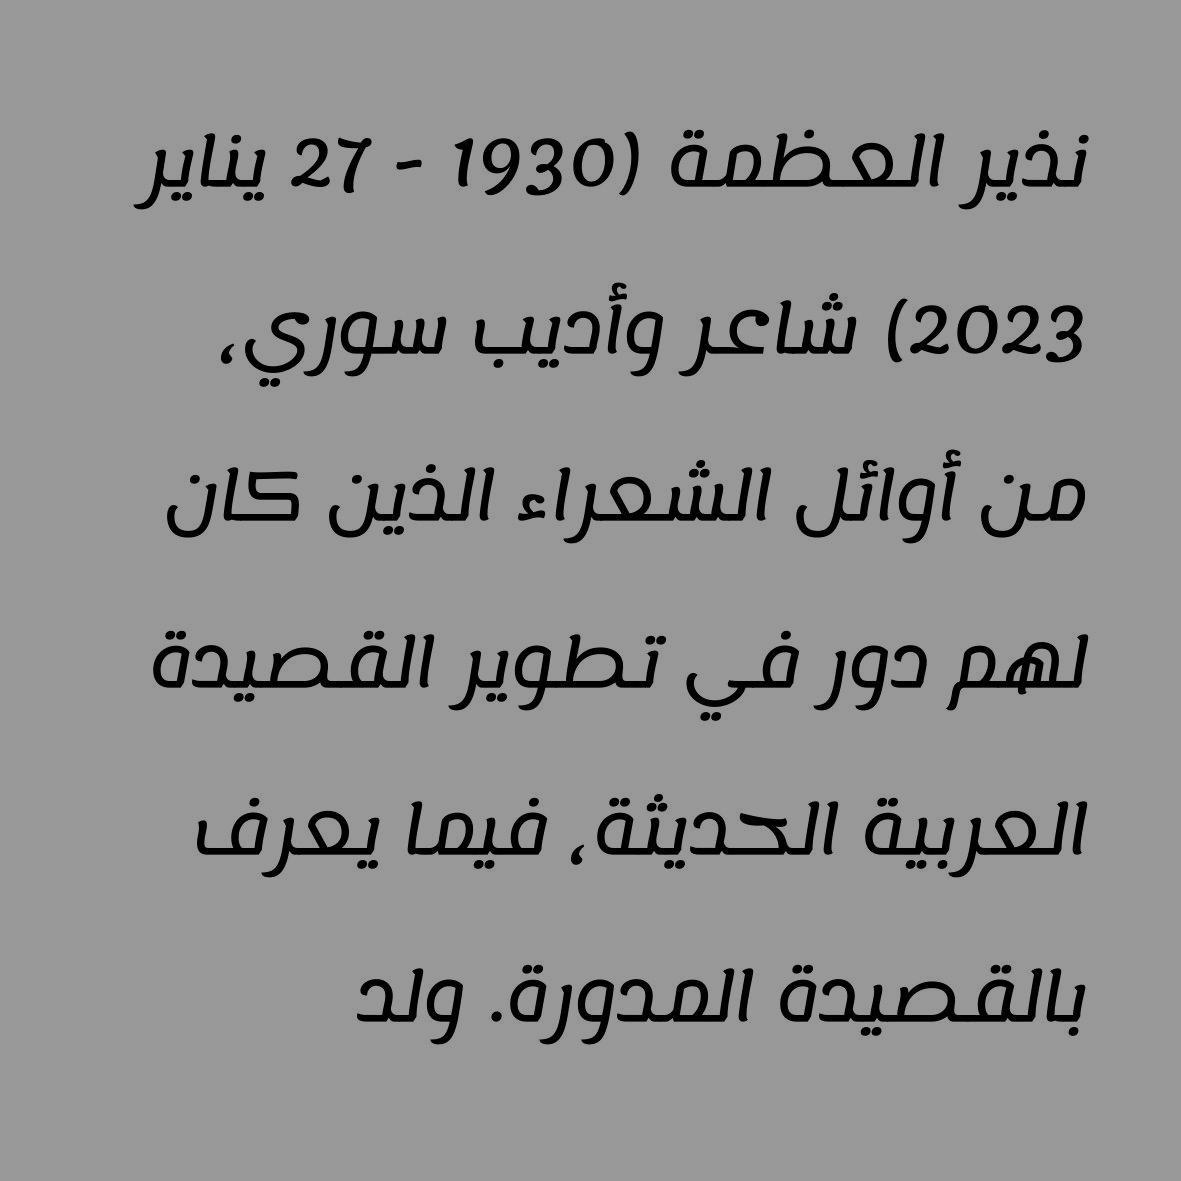 نذير العظمة (1930 - 27 يناير
2023) شاعر وأديب سوري،
من أوائل الشعراء الذين كان
لهم دور في تطوير القصيدة
العربية الحديثة، فيما يعرف
بالقصيدة المدورة. ولد